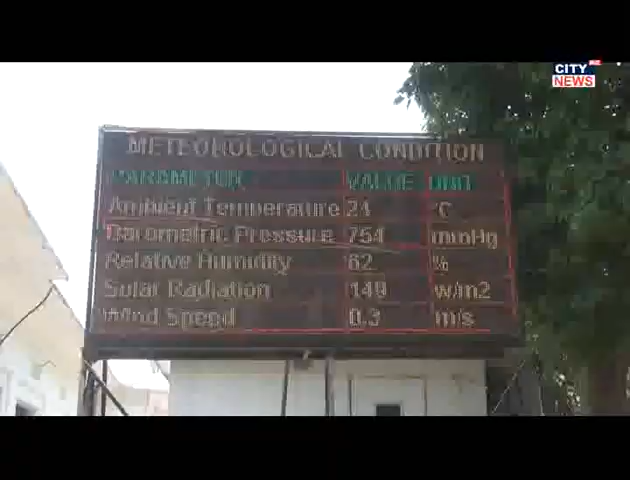 CITY
NEWS
METEOROLOGICAL CONDITION
PARAMETER VALUE UNIT
Ambient Temperature 24 °C
Barometric Pressure 754 mmHg
Relative Humidity 62 %
Solar Radiation 149 w/m2
Wind Speed 0.3 m/s